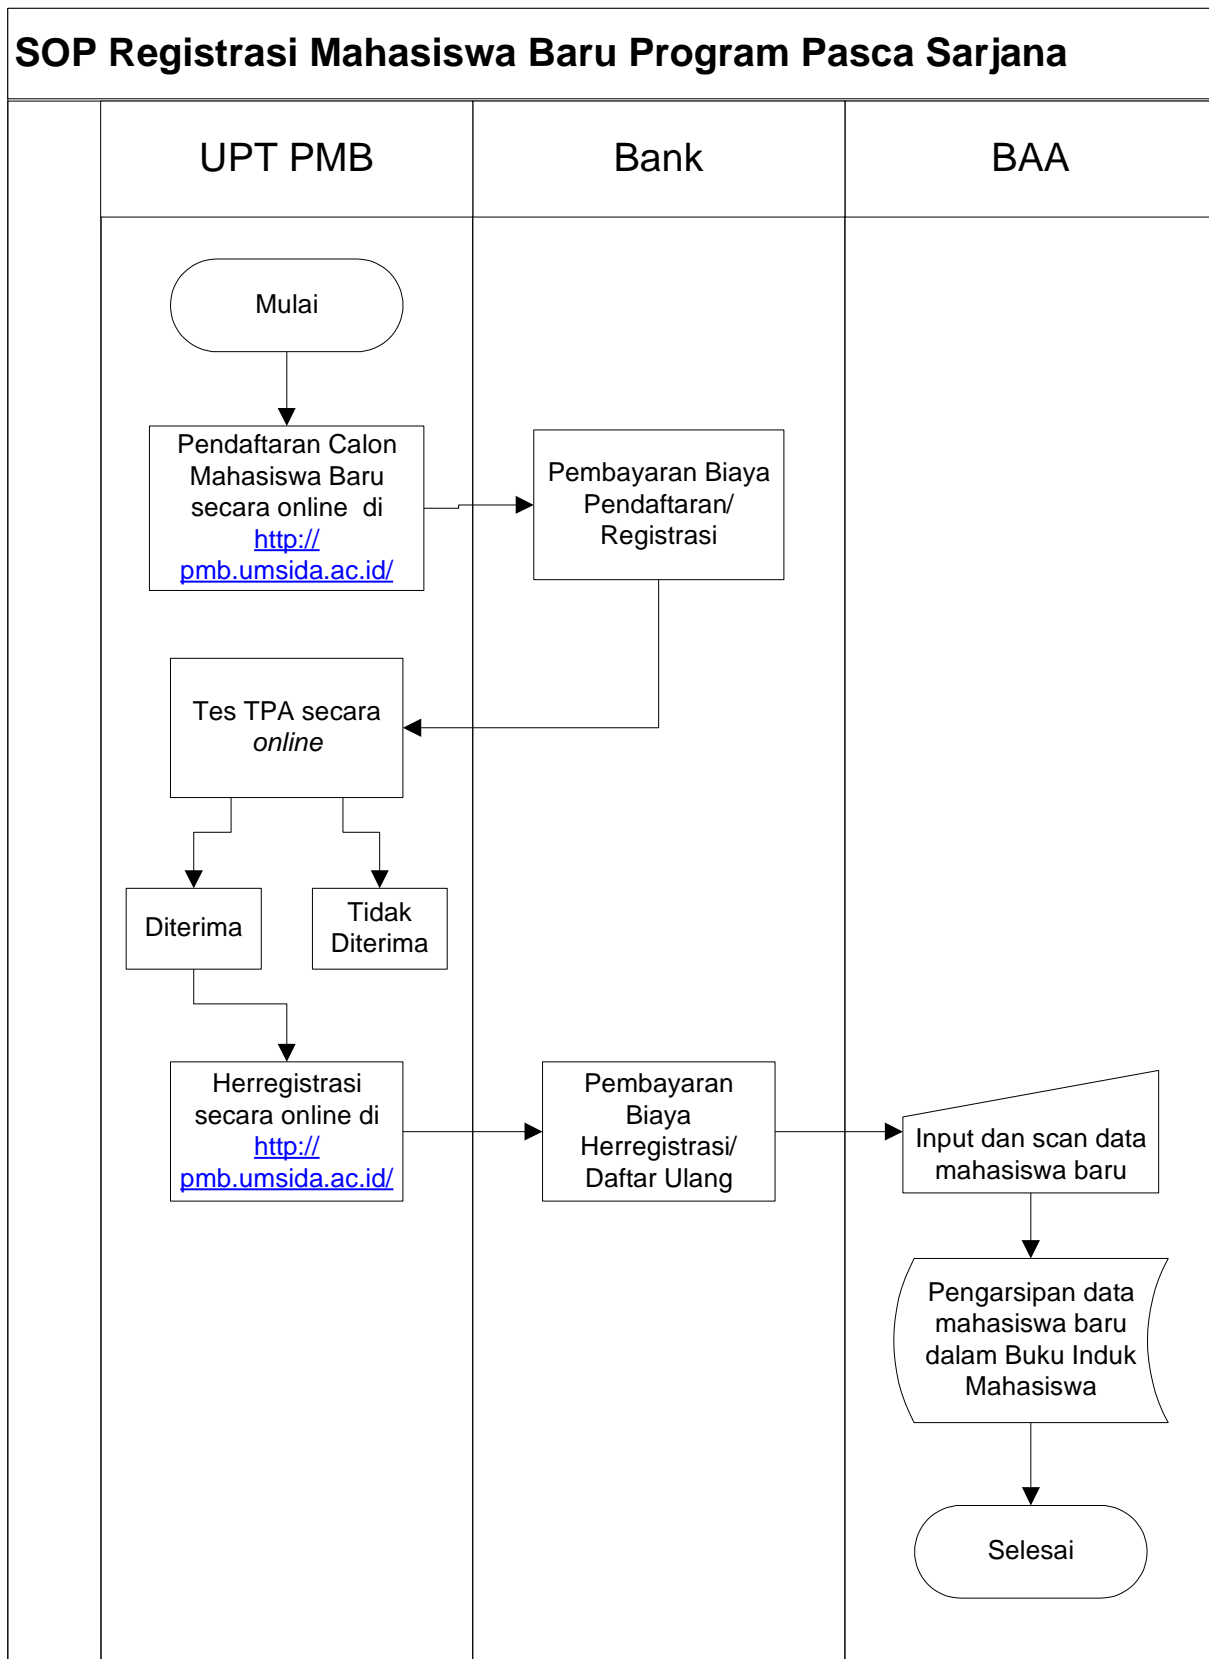 SOP Registrasi Mahasiswa Baru Program Pasca Sarjana
UPT PMB
Bank
BAA
Mulai
Pendaftaran Calon
Mahasiswa Baru
secara online di
http://
pmb.umsida.ac.id/
Pembayaran Biaya
Pendaftaran/
Registrasi
Tes TPA secara
online
Diterima
Tidak
Diterima
Herregistrasi
secara online di
http://
pmb.umsida.ac.id/
Pembayaran
Biaya
Herregistrasi/
Daftar Ulang
Input dan scan data
mahasiswa baru
Pengarsipan data
mahasiswa baru
dalam Buku Induk
Mahasiswa
Selesai